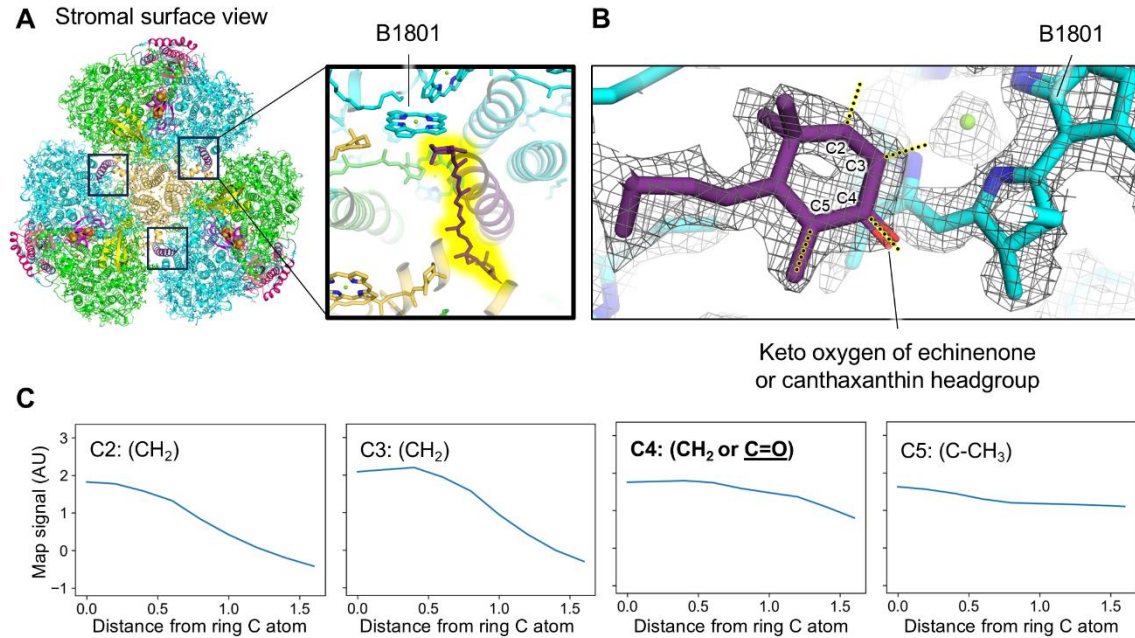 A
Stromal surface view
B1801
B
B1801
C2
C3
C5
C4
Keto oxygen of echinenone
or canthaxanthin headgroup
C
Map signal (AU)
3
2
1
0
−1
C2: (CH₂)
0.0 0.5 1.0 1.5
Distance from ring C atom
C3: (CH₂)
0.0 0.5 1.0 1.5
Distance from ring C atom
C4: (CH₂ or C=O)
0.0 0.5 1.0 1.5
Distance from ring C atom
C5: (C-CH₃)
0.0 0.5 1.0 1.5
Distance from ring C atom